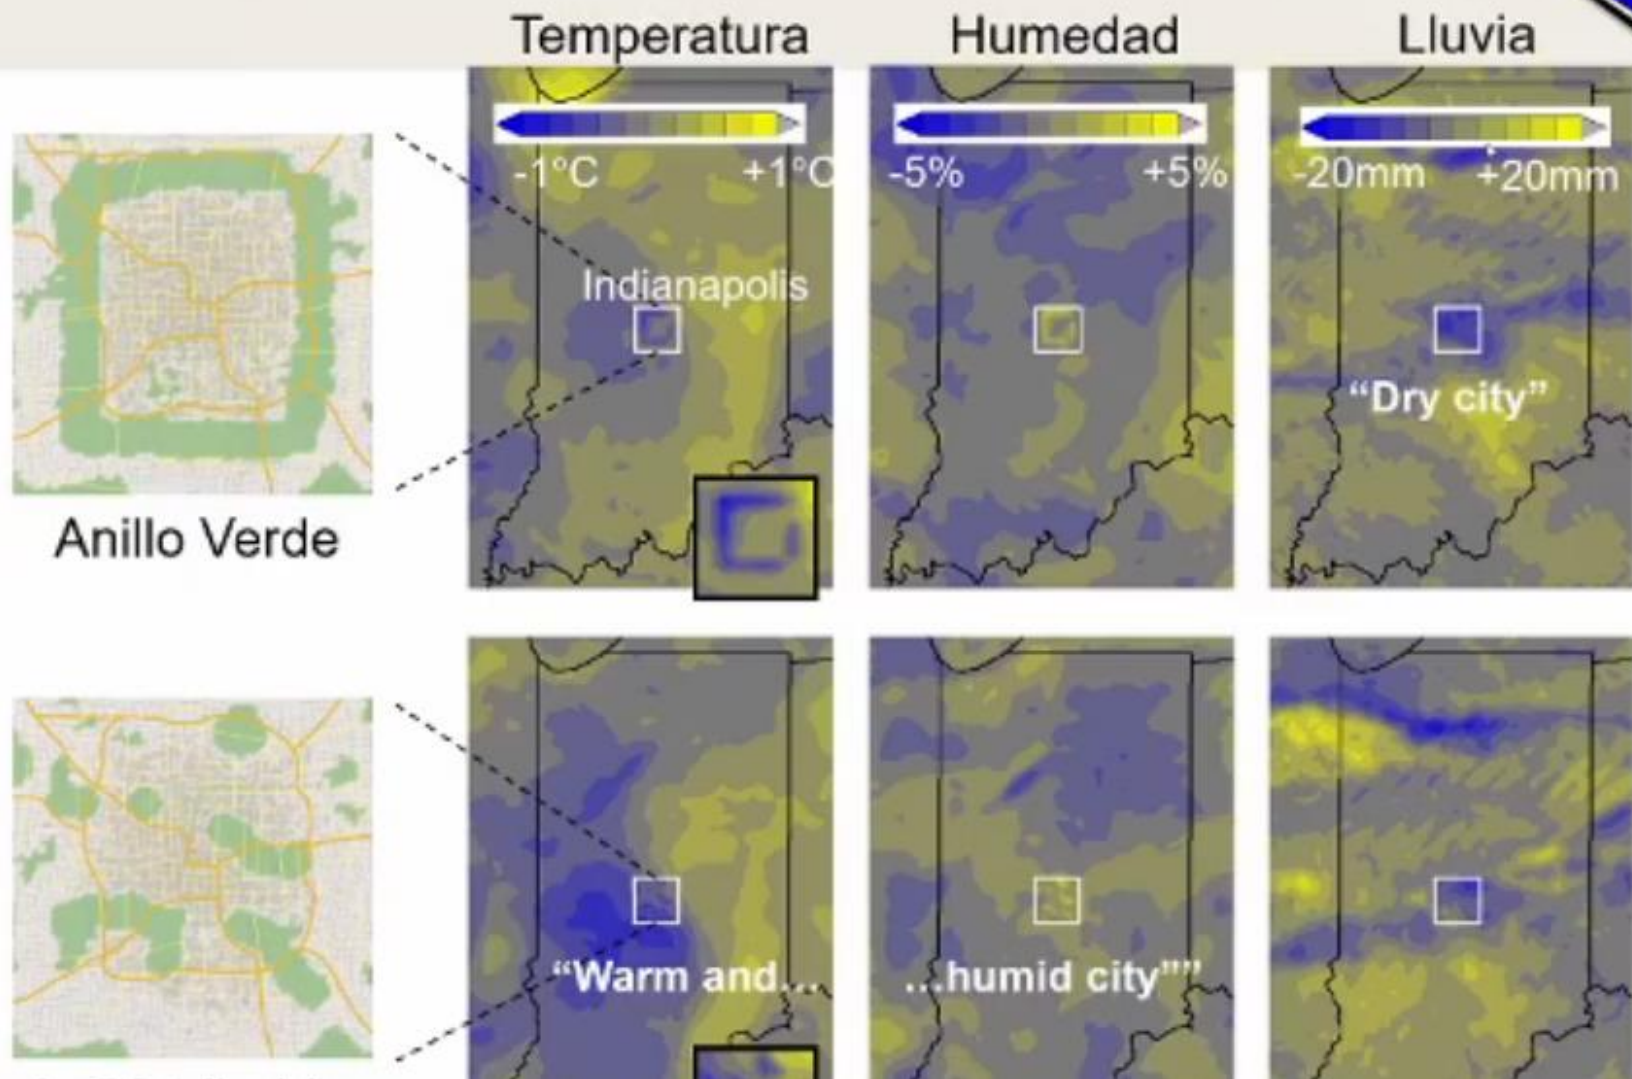 Temperatura Humedad Lluvia
-1°C +1°C -5% +5% -20mm +20mm
Indianapolis
"Dry city"
Anillo Verde
"Warm and... ...humid city""